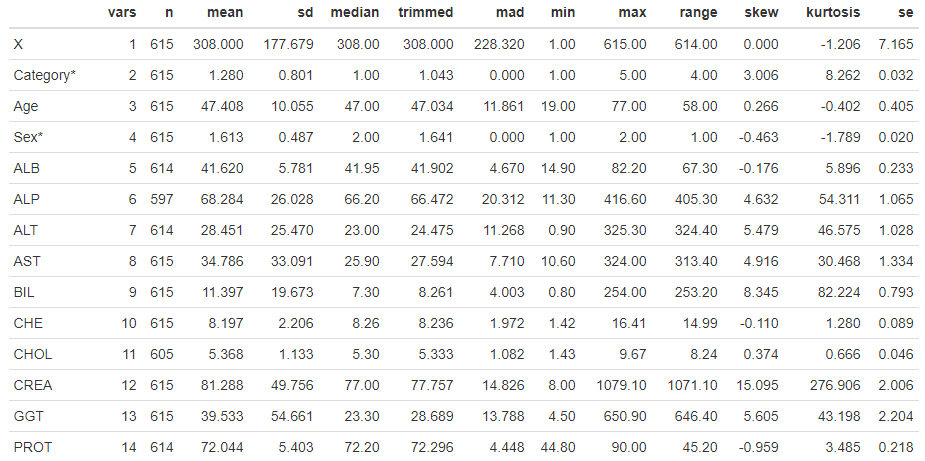 vars n mean sd median trimmed mad min max range skew kurtosis se
X 1 615 308.000 177.679 308.00 308.000 228.320 1.00 615.00 614.00 0.000 -1.206 7.165
Category* 2 615 1.280 0.801 1.00 1.043 0.000 1.00 5.00 4.00 3.006 8.262 0.032
Age 3 615 47.408 10.055 47.00 47.034 11.861 19.00 77.00 58.00 0.266 -0.402 0.405
Sex* 4 615 1.613 0.487 2.00 1.641 0.000 1.00 2.00 1.00 -0.463 -1.789 0.020
ALB 5 614 41.620 5.781 41.95 41.902 4.670 14.90 82.20 67.30 -0.176 5.896 0.233
ALP 6 597 68.284 26.028 66.20 66.472 20.312 11.30 416.60 405.30 4.632 54.311 1.065
ALT 7 614 28.451 25.470 23.00 24.475 11.268 0.90 325.30 324.40 5.479 46.575 1.028
AST 8 615 34.786 33.091 25.90 27.594 7.710 10.60 324.00 313.40 4.916 30.468 1.334
BIL 9 615 11.397 19.673 7.30 8.261 4.003 0.80 254.00 253.20 8.345 82.224 0.793
CHE 10 615 8.197 2.206 8.26 8.236 1.972 1.42 16.41 14.99 -0.110 1.280 0.089
CHOL 11 605 5.368 1.133 5.30 5.333 1.082 1.43 9.67 8.24 0.374 0.666 0.046
CREA 12 615 81.288 49.756 77.00 77.757 14.826 8.00 1079.10 1071.10 15.095 276.906 2.006
GGT 13 615 39.533 54.661 23.30 28.689 13.788 4.50 650.90 646.40 5.605 43.198 2.204
PROT 14 614 72.044 5.403 72.20 72.296 4.448 44.80 90.00 45.20 -0.959 3.485 0.218